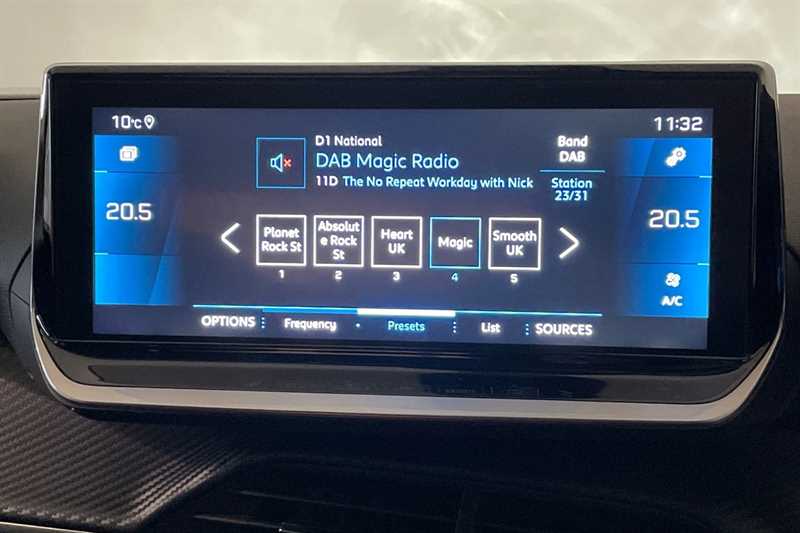 10°C
11:32
D1 National
DAB Magic Radio
11D The No Repeat Workday with Nick
Band
DAB
Station
23/31
20.5
20.5
Planet
Rock St
1
Absolut
e Rock
St
2
Heart
UK
3
Magic
4
Smooth
UK
5
A/C
OPTIONS
Frequency
Presets
List
SOURCES